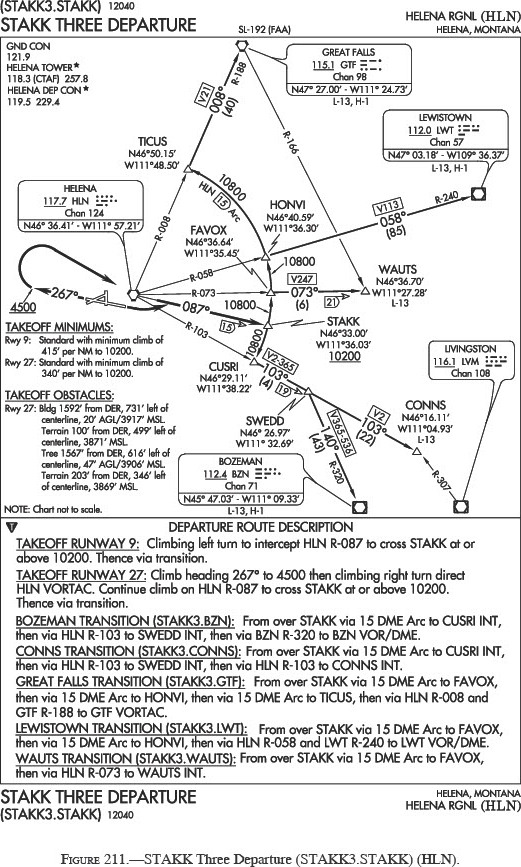 (STAKK3.STAKK) 12040
STAKK THREE DEPARTURE
SL-192 (FAA)
HELENA RGNL (HLN)
HELENA, MONTANA
GND CON
121.9
HELENA TOWER★
118.3 (CTAF) 257.8
HELENA DEP CON★
119.5 229.4
GREAT FALLS
115.1 GTF
Chan 98
N47° 27.00' - W111° 24.73'
L-13, H-1
LEWISTOWN
112.0 LWT
Chan 57
N47° 03.18' - W109° 36.37'
L-13, H-1
R-188
V21
008°
(40)
R-166
TICUS
N46°50.15'
W111°48.50'
HELENA
117.7 HLN
Chan 124
N46° 36.41' - W111° 57.21'
10800
HLN 15 Arc
HONVI
N46°40.59'
W111°36.30'
V113
058°
(85)
R-240
R-008
FAVOX
N46°36.64'
W111°35.45'
R-058
10800
WAUTS
N46°36.70'
W111°27.28'
L-13
R-073
V247
073°
(6)
21
267°
4500
087°
10800
15
STAKK
N46°33.00'
W111°36.03'
10200
R-103
10800
CUSRI
N46°29.11'
W111°38.22'
V2-365
103°
(4)
19
LIVINGSTON
116.1 LVM
Chan 108
SWEDD
N46° 26.97'
W111° 32.69'
V2
103°
(22)
CONNS
N46°16.11'
W111°04.93'
L-13
V365-536
140°
(43)
R-320
R-307
BOZEMAN
112.4 BZN
Chan 71
N45° 47.03' - W111° 09.33'
L-13, H-1
TAKEOFF MINIMUMS:
Rwy 9: Standard with minimum climb of
415' per NM to 10200.
Rwy 27: Standard with minimum climb of
340' per NM to 10200.
TAKEOFF OBSTACLES:
Rwy 27: Bldg 1592' from DER, 731' left of
centerline, 20' AGL/3917' MSL.
Terrain 100' from DER, 499' left of
centerline, 3871' MSL.
Tree 1567' from DER, 616' left of
centerline, 47' AGL/3906' MSL.
Terrain 203' from DER, 346' left
of centerline, 3869' MSL.
NOTE: Chart not to scale.
T
DEPARTURE ROUTE DESCRIPTION
TAKEOFF RUNWAY 9: Climbing left turn to intercept HLN R-087 to cross STAKK at or
above 10200. Thence via transition.
TAKEOFF RUNWAY 27: Climb heading 267° to 4500 then climbing right turn direct
HLN VORTAC. Continue climb on HLN R-087 to cross STAKK at or above 10200.
Thence via transition.
BOZEMAN TRANSITION (STAKK3.BZN): From over STAKK via 15 DME Arc to CUSRI INT,
then via HLN R-103 to SWEDD INT, then via BZN R-320 to BZN VOR/DME.
CONNS TRANSITION (STAKK3.CONNS): From over STAKK via 15 DME Arc to CUSRI INT,
then via HLN R-103 to SWEDD INT, then via HLN R-103 to CONNS INT.
GREAT FALLS TRANSITION (STAKK3.GTF): From over STAKK via 15 DME Arc to FAVOX,
then via 15 DME Arc to HONVI, then via 15 DME Arc to TICUS, then via HLN R-008 and
GTF R-188 to GTF VORTAC.
LEWISTOWN TRANSITION (STAKK3.LWT): From over STAKK via 15 DME Arc to FAVOX,
then via 15 DME Arc to HONVI, then via HLN R-058 and LWT R-240 to LWT VOR/DME.
WAUTS TRANSITION (STAKK3.WAUTS): From over STAKK via 15 DME Arc to FAVOX,
then via HLN R-073 to WAUTS INT.
STAKK THREE DEPARTURE
(STAKK3.STAKK) 12040
HELENA, MONTANA
HELENA RGNL (HLN)
FIGURE 211.—STAKK Three Departure (STAKK3.STAKK) (HLN).